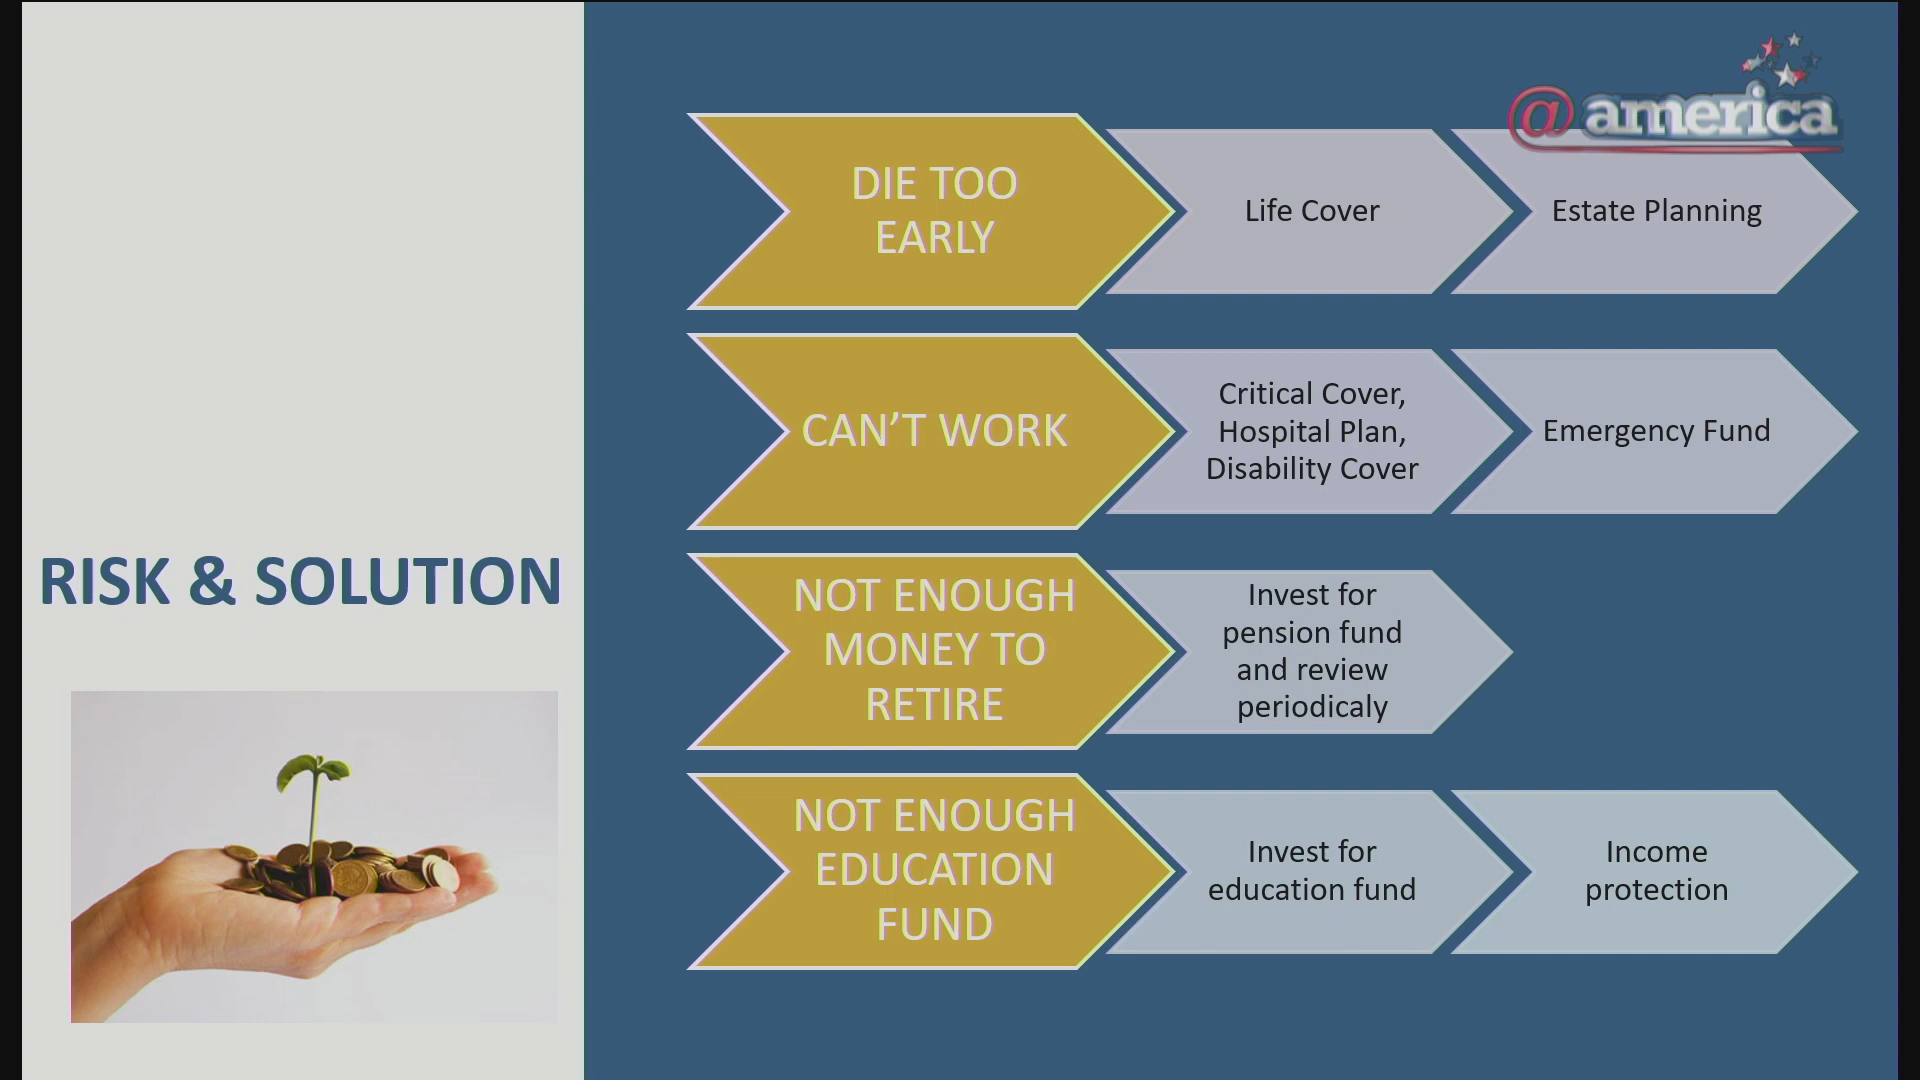 @america
RISK & SOLUTION
DIE TOO
EARLY
Life Cover
Estate Planning
CAN’T WORK
Critical Cover,
Hospital Plan,
Disability Cover
Emergency Fund
NOT ENOUGH
MONEY TO
RETIRE
Invest for
pension fund
and review
periodicaly
NOT ENOUGH
EDUCATION
FUND
Invest for
education fund
Income
protection